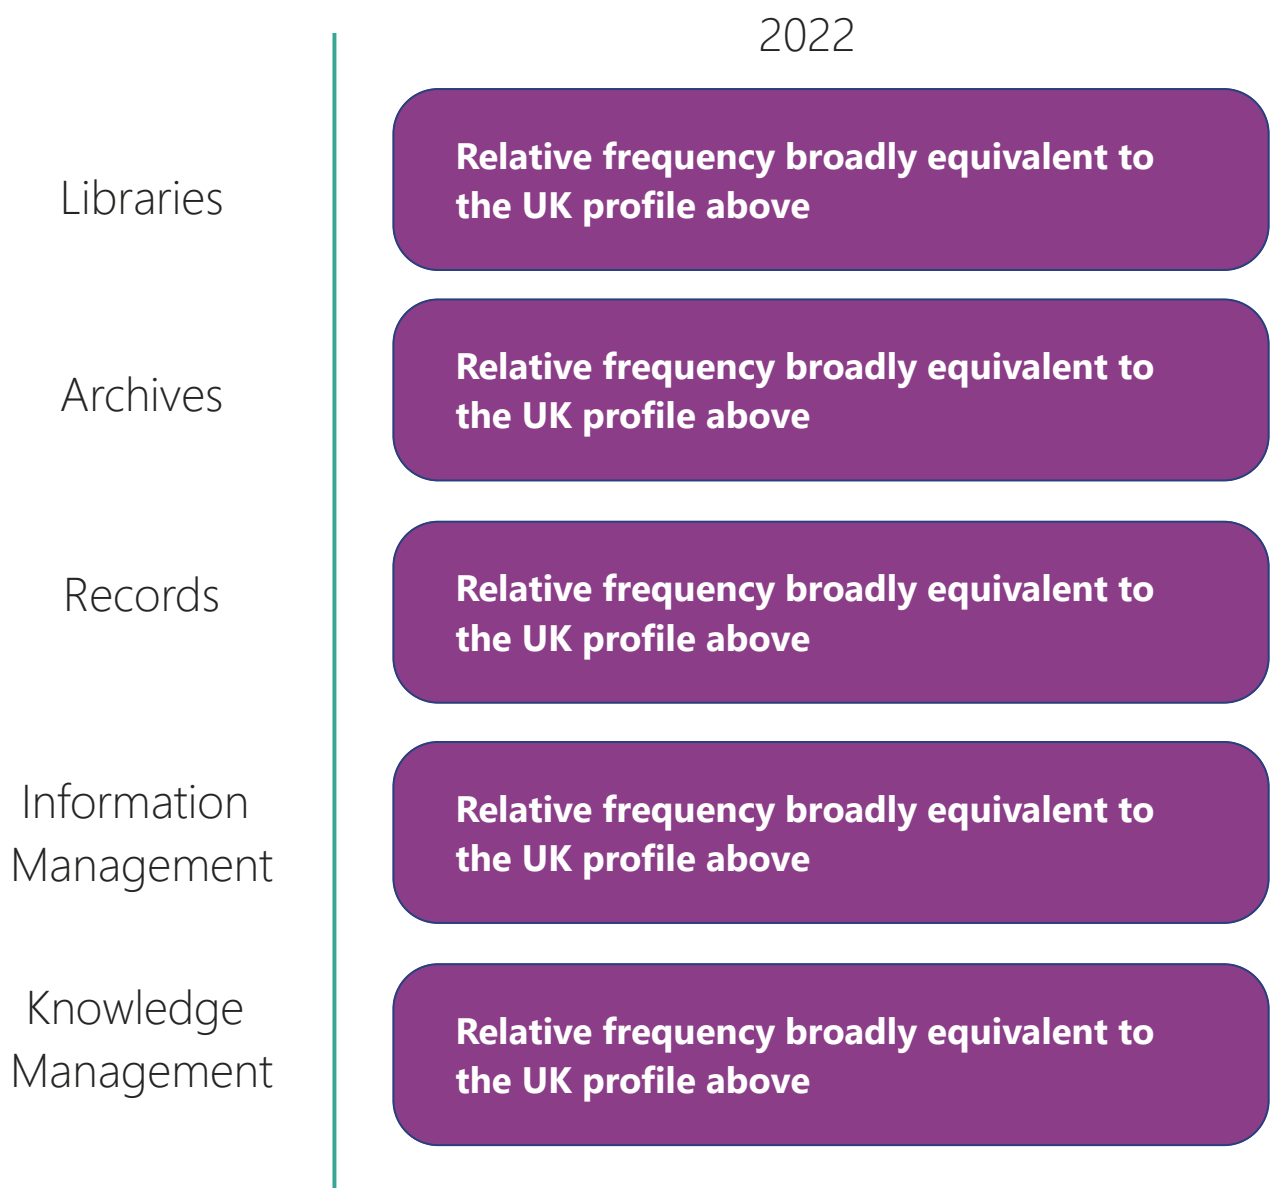 2022
Libraries
Relative frequency broadly equivalent to
the UK profile above
Archives
Relative frequency broadly equivalent to
the UK profile above
Records
Relative frequency broadly equivalent to
the UK profile above
Information
Management
Relative frequency broadly equivalent to
the UK profile above
Knowledge
Management
Relative frequency broadly equivalent to
the UK profile above